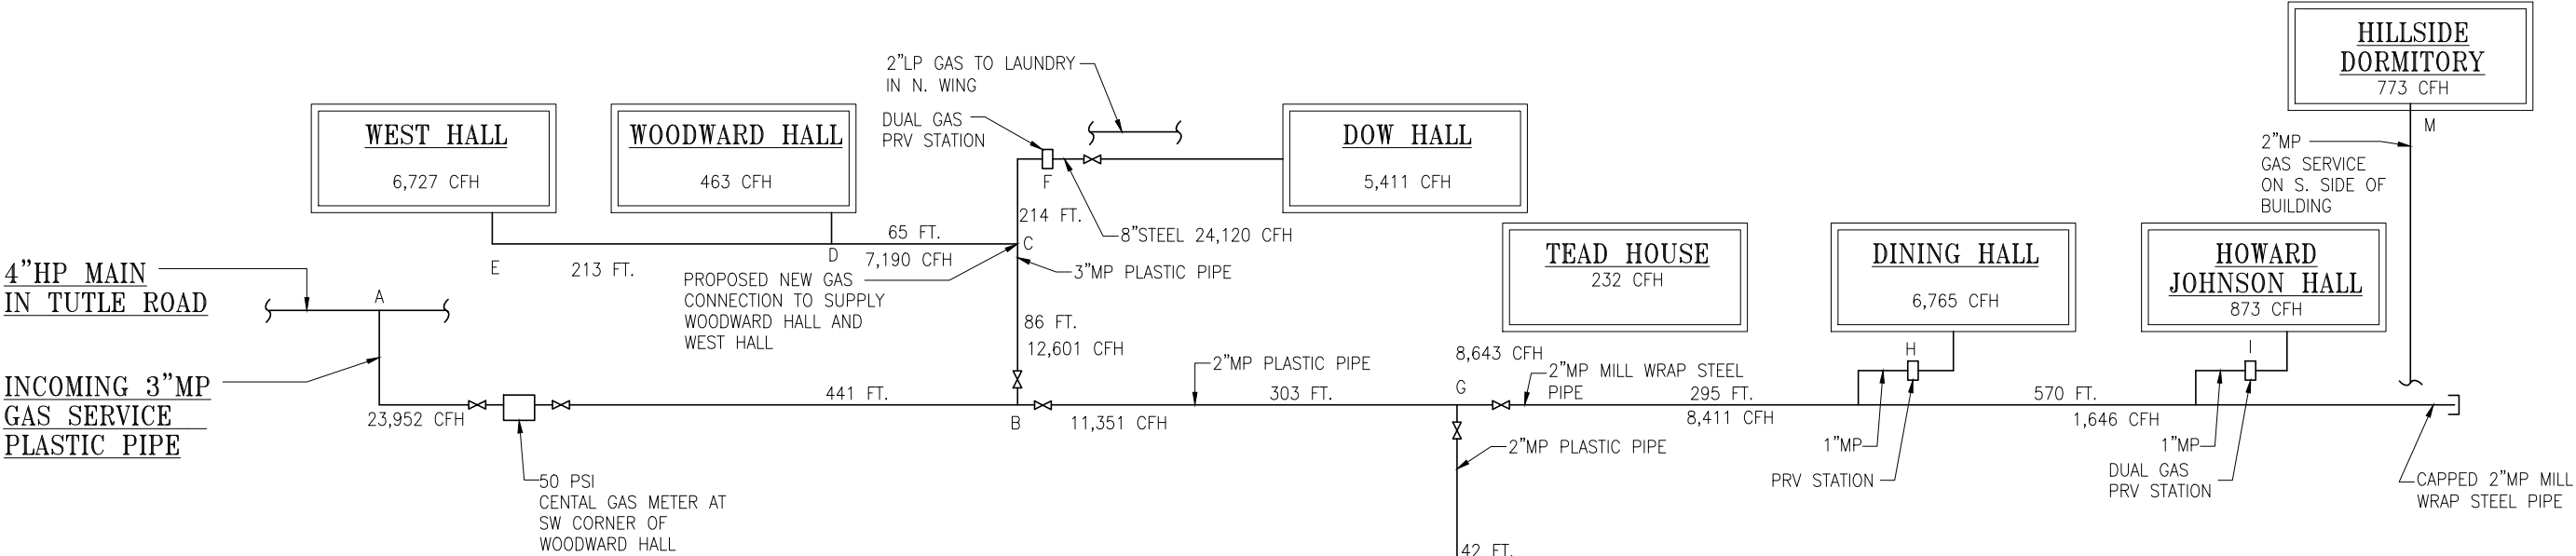 HILLSIDE
DORMITORY
773 CFH
M
2"LP GAS TO LAUNDRY
IN N. WING
DUAL GAS
PRV STATION
WEST HALL
6,727 CFH
WOODWARD HALL
463 CFH
DOW HALL
5,411 CFH
2"MP
GAS SERVICE
ON S. SIDE OF
BUILDING
F
214 FT.
8"STEEL 24,120 CFH
65 FT.
C
D
7,190 CFH
E
213 FT.
3"MP PLASTIC PIPE
PROPOSED NEW GAS
CONNECTION TO SUPPLY
WOODWARD HALL AND
WEST HALL
4"HP MAIN
IN TUTLE ROAD
A
TEAD HOUSE
232 CFH
DINING HALL
6,765 CFH
HOWARD
JOHNSON HALL
873 CFH
86 FT.
12,601 CFH
INCOMING 3"MP
GAS SERVICE
PLASTIC PIPE
23,952 CFH
441 FT.
B
2"MP PLASTIC PIPE
303 FT.
11,351 CFH
8,643 CFH
G
2"MP MILL WRAP STEEL
PIPE
295 FT.
8,411 CFH
H
I
570 FT.
1,646 CFH
2"MP PLASTIC PIPE
1"MP
PRV STATION
1"MP
DUAL GAS
PRV STATION
CAPPED 2"MP MILL
WRAP STEEL PIPE
50 PSI
CENTAL GAS METER AT
SW CORNER OF
WOODWARD HALL
42 FT.